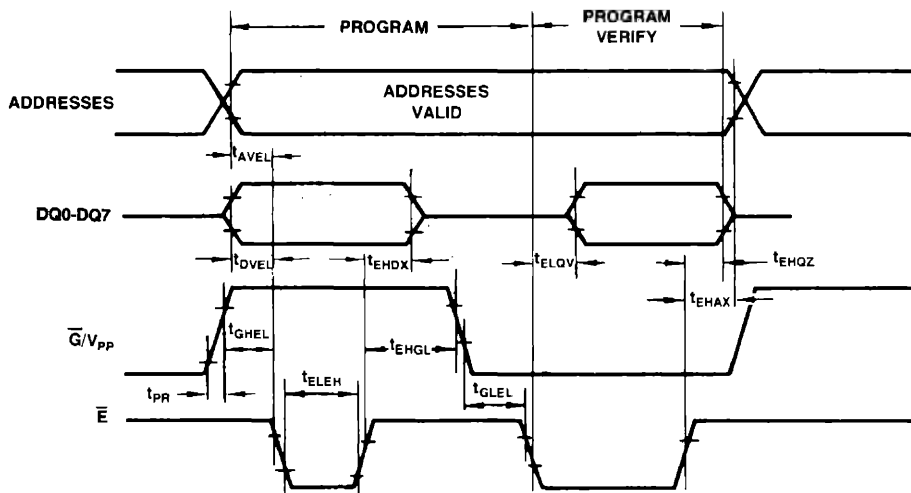 PROGRAM
PROGRAM
VERIFY
ADDRESSES
ADDRESSES
VALID
tAVEL
DQ0-DQ7
tDVEL
tEHDX
tELQV
tEHQZ
tEHAX
G/VPP
tGHEL
tEHGL
tELEH
tGLEL
tPR
E